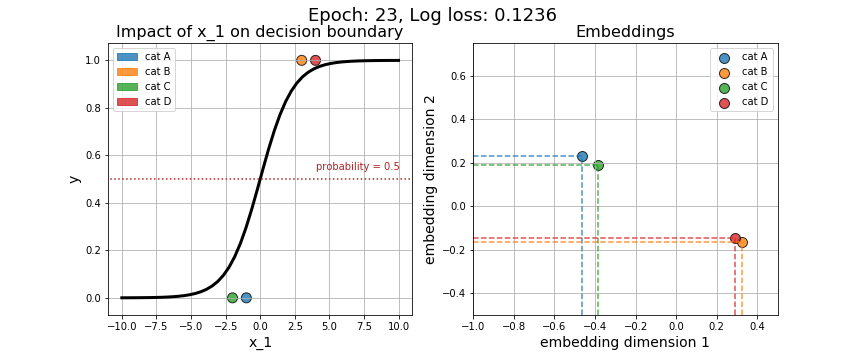 Epoch: 23, Log loss: 0.1236
Impact of x_1 on decision boundary
1.0
0.8
0.6
0.4
0.2
0.0
y
cat A
cat B
cat C
cat D
probability = 0.5
−10.0 −7.5 −5.0 −2.5 0.0 2.5 5.0 7.5 10.0
x_1
Embeddings
0.6
0.4
0.2
0.0
−0.2
−0.4
embedding dimension 2
cat A
cat B
cat C
cat D
−1.0 −0.8 −0.6 −0.4 −0.2 0.0 0.2 0.4
embedding dimension 1